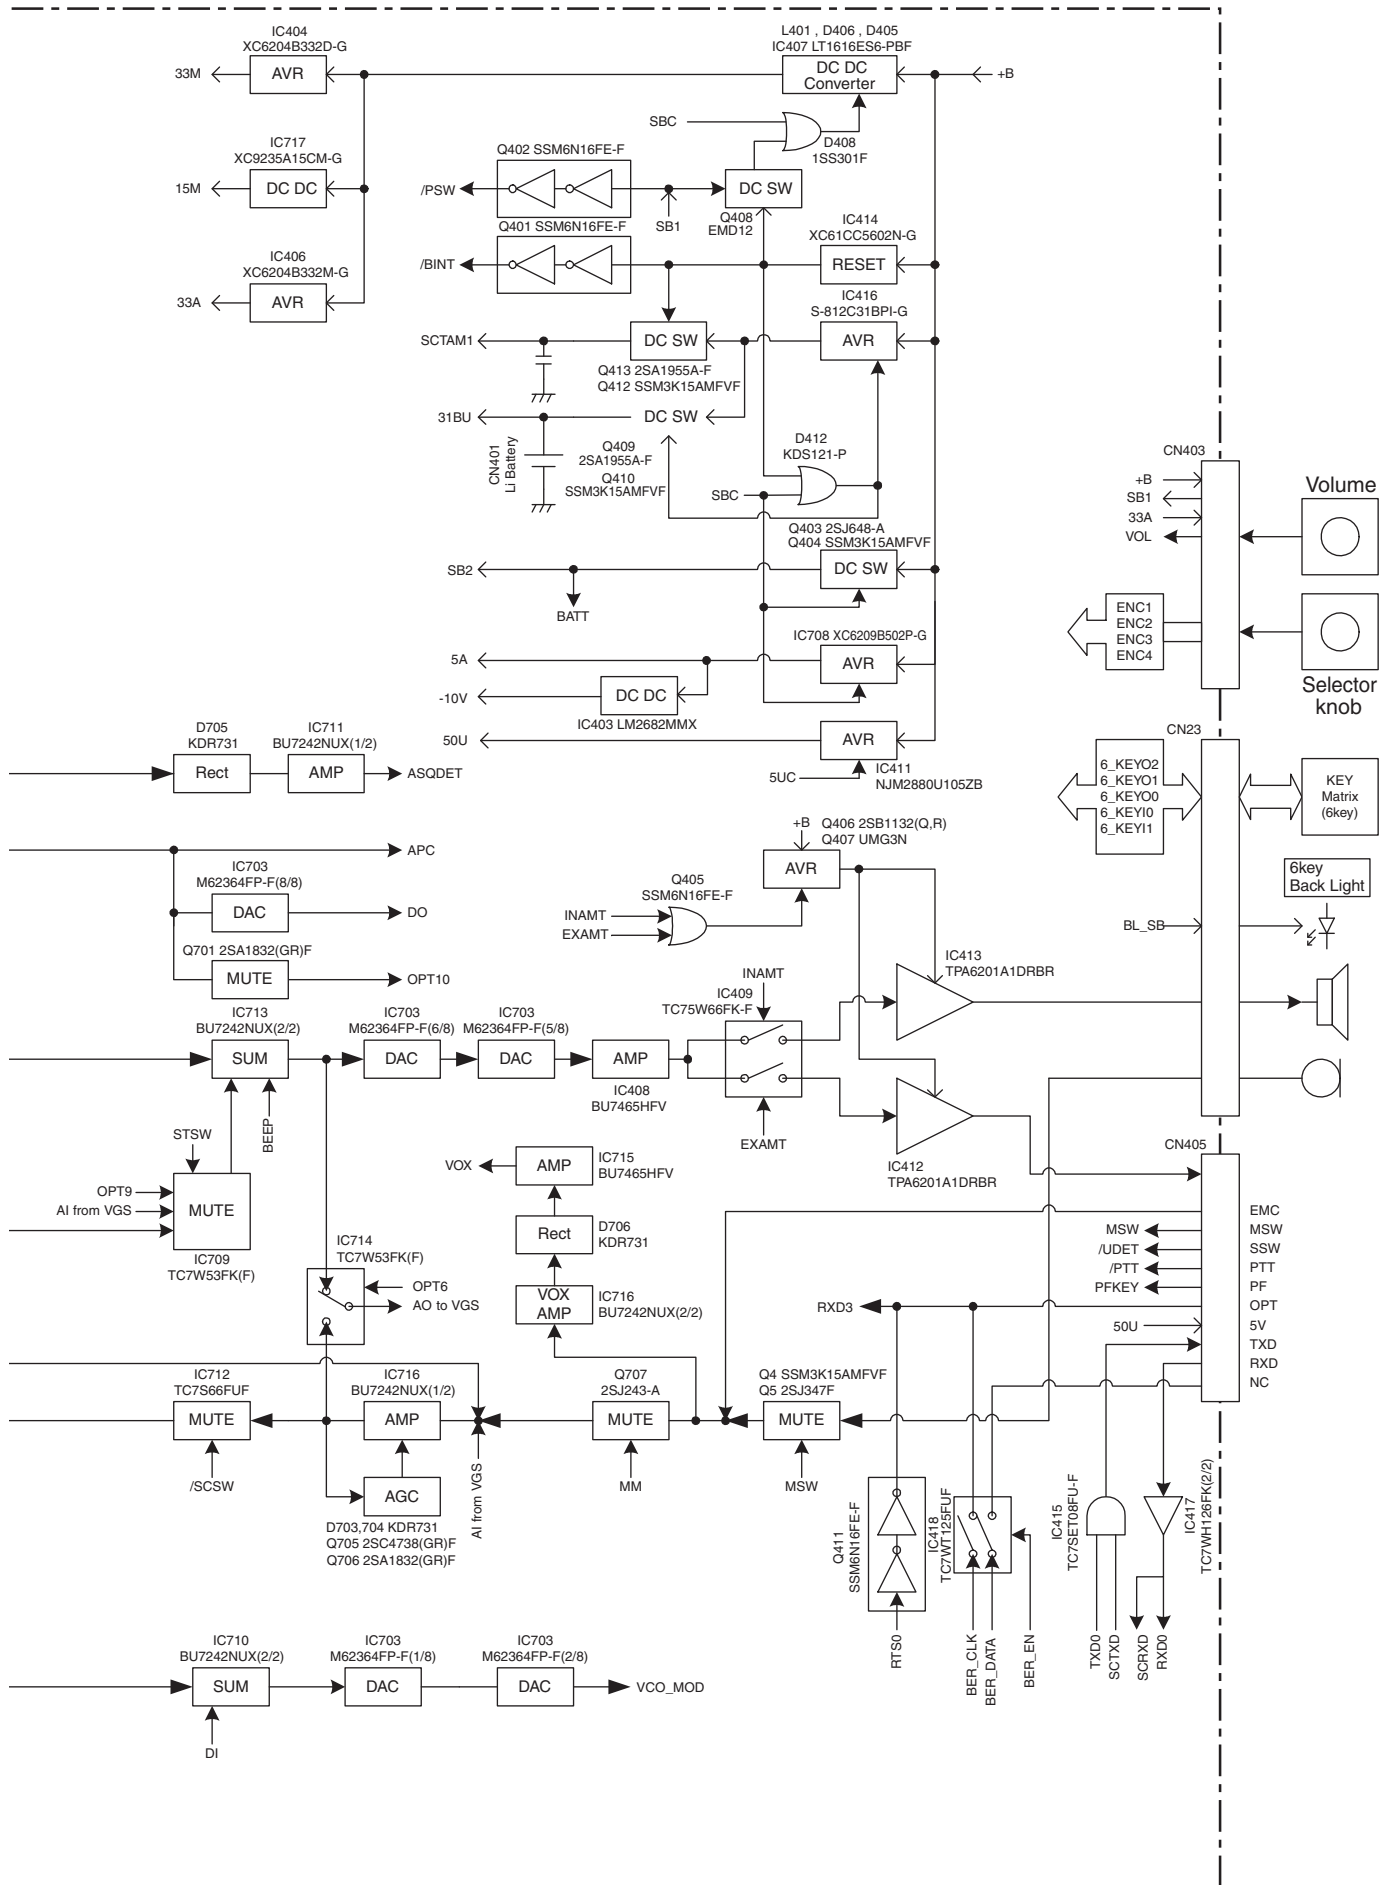 IC404
XC6204B332D-G
AVR
33M
L401 , D406 , D405
IC407 LT1616ES6-PBF
DC DC
Converter
+B
SBC
D408
1SS301F
IC717
XC9235A15CM-G
DC DC
15M
Q402 SSM6N16FE-F
/PSW
SB1
DC SW
Q408
EMD12
Q401 SSM6N16FE-F
/BINT
IC414
XC61CC5602N-G
RESET
IC406
XC6204B332M-G
AVR
33A
IC416
S-812C31BPI-G
SCTAM1
DC SW
AVR
Q413 2SA1955A-F
Q412 SSM3K15AMFVF
31BU
DC SW
CN401
Li Battery
Q409
2SA1955A-F
Q410
SSM3K15AMFVF
D412
KDS121-P
SBC
Q403 2SJ648-A
Q404 SSM3K15AMFVF
SB2
DC SW
BATT
IC708 XC6209B502P-G
5A
AVR
-10V
DC DC
IC403 LM2682MMX
50U
AVR
5UC
IC411
NJM2880U105ZB
CN403
+B
SB1
33A
VOL
Volume
ENC1
ENC2
ENC3
ENC4
Selector
knob
CN23
6_KEYO2
6_KEYO1
6_KEYO0
6_KEYI0
6_KEYI1
KEY
Matrix
(6key)
6key
Back Light
BL_SB
D705
KDR731
Rect
IC711
BU7242NUX(1/2)
AMP
ASQDET
APC
IC703
M62364FP-F(8/8)
DAC
DO
Q701 2SA1832(GR)F
MUTE
OPT10
+B
Q406 2SB1132(Q,R)
Q407 UMG3N
AVR
Q405
SSM6N16FE-F
INAMT
EXAMT
IC413
TPA6201A1DRBR
INAMT
IC409
TC75W66FK-F
IC713
BU7242NUX(2/2)
SUM
IC703
M62364FP-F(6/8)
DAC
IC703
M62364FP-F(5/8)
DAC
AMP
IC408
BU7465HFV
EXAMT
IC412
TPA6201A1DRBR
BEEP
STSW
OPT9
AI from VGS
MUTE
IC709
TC7W53FK(F)
VOX
AMP
IC715
BU7465HFV
Rect
D706
KDR731
VOX
AMP
IC716
BU7242NUX(2/2)
IC714
TC7W53FK(F)
OPT6
AO to VGS
CN405
EMC
MSW
MSW
/UDET
SSW
/PTT
PTT
PFKEY
PF
RXD3
OPT
50U
5V
TXD
RXD
NC
IC712
TC7S66FUF
MUTE
/SCSW
IC716
BU7242NUX(1/2)
AMP
AGC
D703,704 KDR731
Q705 2SC4738(GR)F
Q706 2SA1832(GR)F
AI from VGS
Q707
2SJ243-A
MUTE
MM
Q4 SSM3K15AMFVF
Q5 2SJ347F
MUTE
MSW
Q411
SSM6N16FE-F
RTS0
IC418
TC7WT125FUF
BER_CLK
BER_DATA
BER_EN
IC415
TC7SET08FU-F
TXD0
SCTXD
IC417
TC7WH126FK(2/2)
SCRXD
RXD0
IC710
BU7242NUX(2/2)
SUM
DI
IC703
M62364FP-F(1/8)
DAC
IC703
M62364FP-F(2/8)
DAC
VCO_MOD